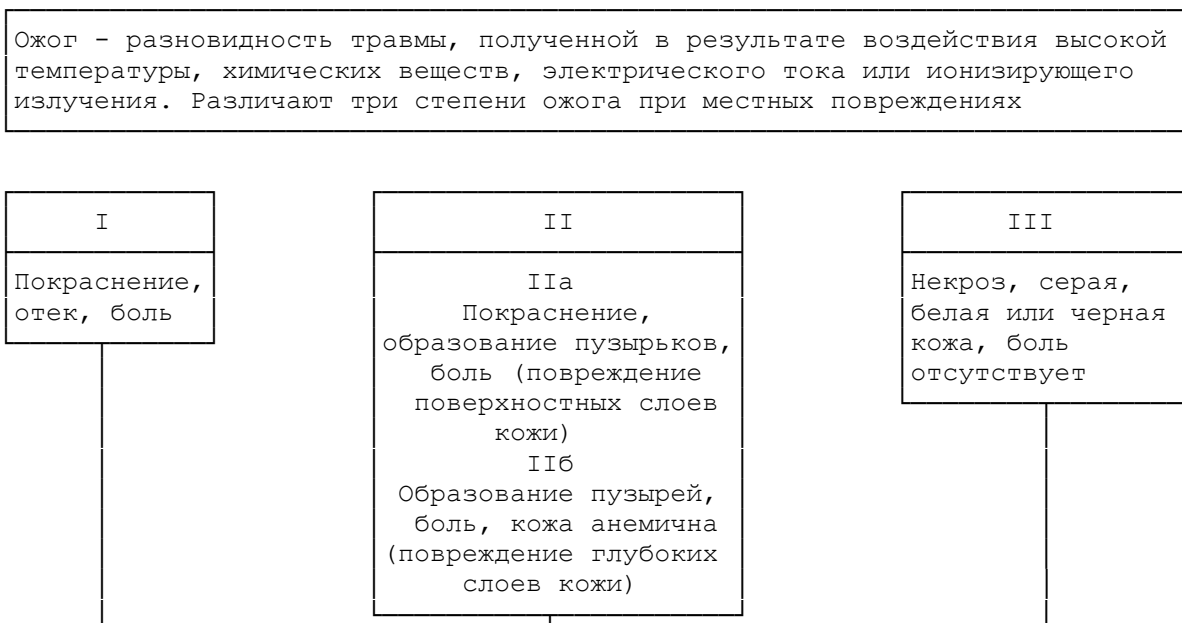 Ожог - разновидность травмы, полученной в результате воздействия высокой
температуры, химических веществ, электрического тока или ионизирующего
излучения. Различают три степени ожога при местных повреждениях
I
Покраснение,
отек, боль
II
IIа
Покраснение,
образование пузырьков,
боль (повреждение
поверхностных слоев
кожи)
IIб
Образование пузырей,
боль, кожа анемична
(повреждение глубоких
слоев кожи)
III
Некроз, серая,
белая или черная
кожа, боль
отсутствует